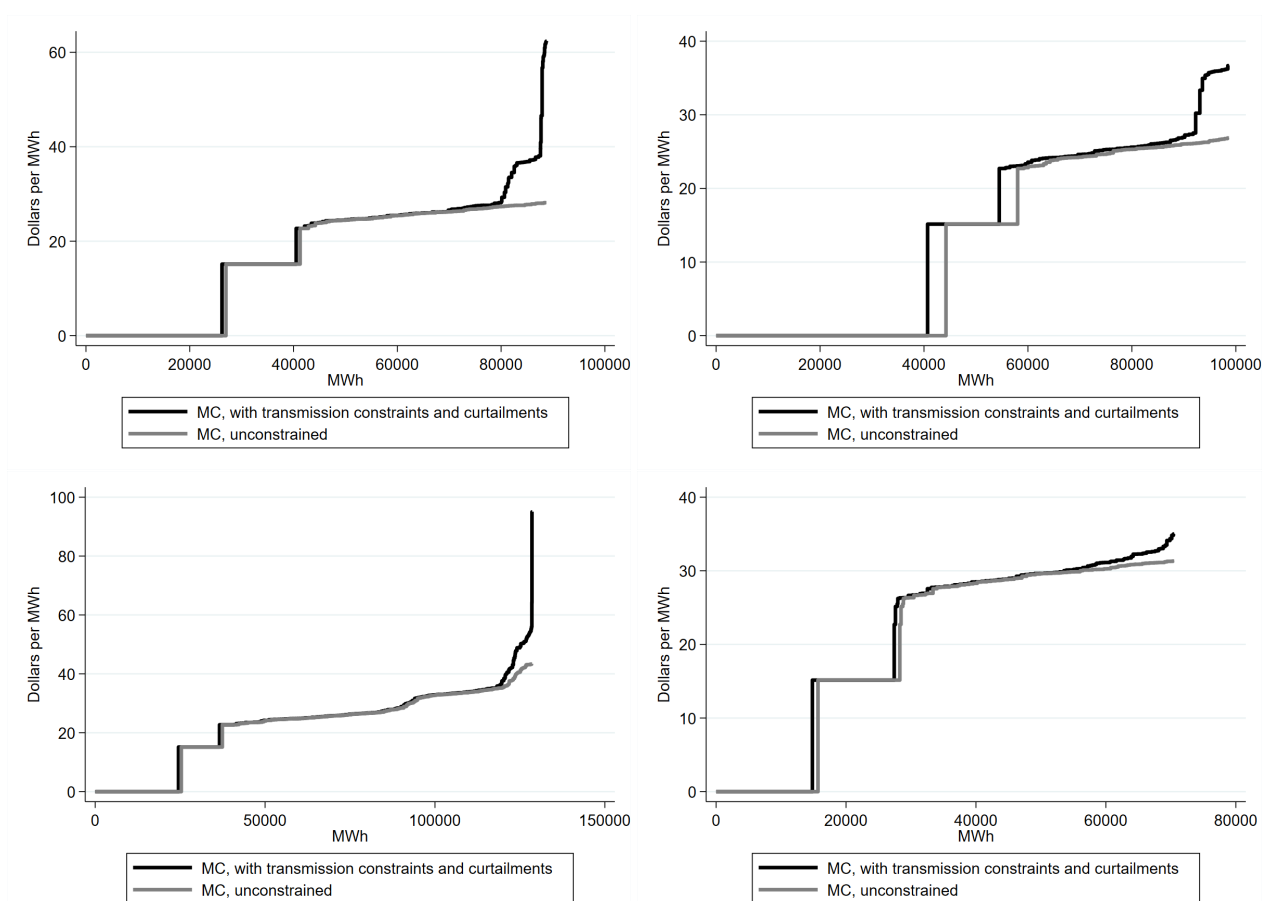 60
40
20
0
Dollars per MWh
0 20000 40000 60000 80000 100000
MWh
MC, with transmission constraints and curtailments
MC, unconstrained
40
30
20
10
0
Dollars per MWh
0 20000 40000 60000 80000 100000
MWh
MC, with transmission constraints and curtailments
MC, unconstrained
100
80
60
40
20
0
Dollars per MWh
0 50000 100000 150000
MWh
MC, with transmission constraints and curtailments
MC, unconstrained
40
30
20
10
0
Dollars per MWh
0 20000 40000 60000 80000
MWh
MC, with transmission constraints and curtailments
MC, unconstrained